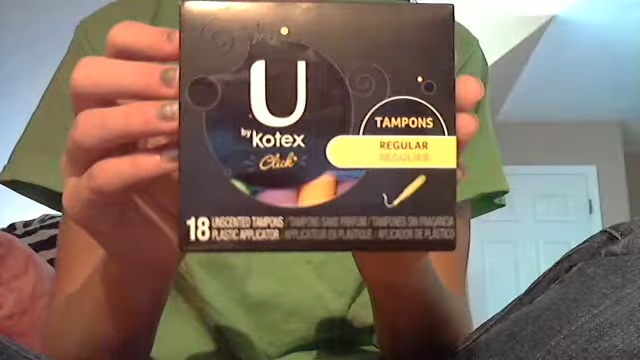 U
by Kotex
Click
TAMPONS
REGULAR
RÉGULIER
18 UNSCENTED TAMPONS / TAMPONS SANS PARFUM / TAMPONES SIN FRAGANCIA
PLASTIC APPLICATOR / APPLICATEUR EN PLASTIQUE / APLICADOR DE PLÁSTICO